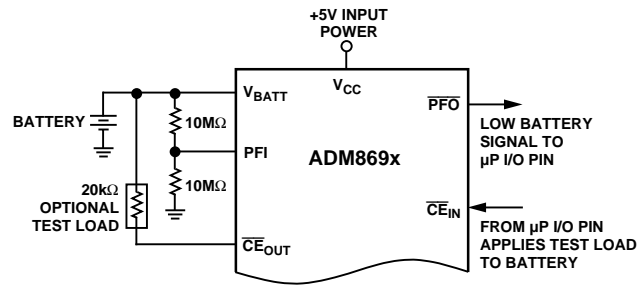 +5V INPUT
POWER
VBATT
VCC
PFO
BATTERY
10MΩ
LOW BATTERY
SIGNAL TO
µP I/O PIN
PFI
ADM869x
20kΩ
OPTIONAL
TEST LOAD
10MΩ
CEIN
FROM µP I/O PIN
APPLIES TEST LOAD
TO BATTERY
CEOUT